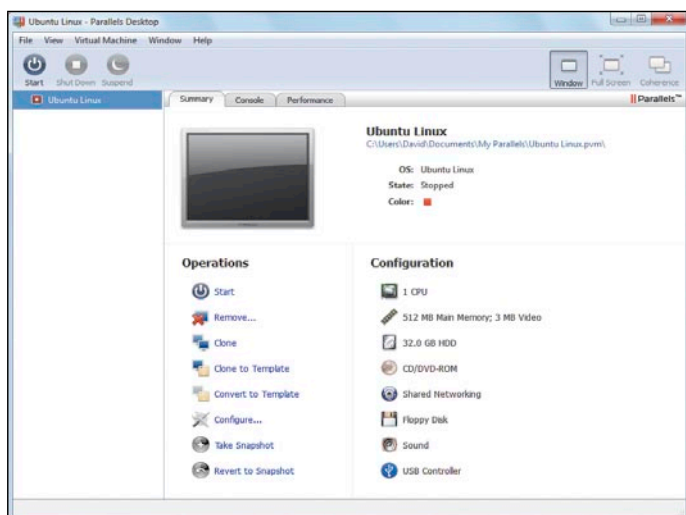 Ubuntu Linux - Parallels Desktop
File View Virtual Machine Window Help
Start Shut Down Suspend
Window Full Screen Coherence
Ubuntu Linux
Summary Console Performance
Parallels™
Ubuntu Linux
C:\Users\David\Documents\My Parallels\Ubuntu Linux.pvm\
OS: Ubuntu Linux
State: Stopped
Color:
Operations
Start
Remove...
Clone
Clone to Template
Convert to Template
Configure...
Take Snapshot
Revert to Snapshot
Configuration
1 CPU
512 MB Main Memory; 3 MB Video
32.0 GB HDD
CD/DVD-ROM
Shared Networking
Floppy Disk
Sound
USB Controller